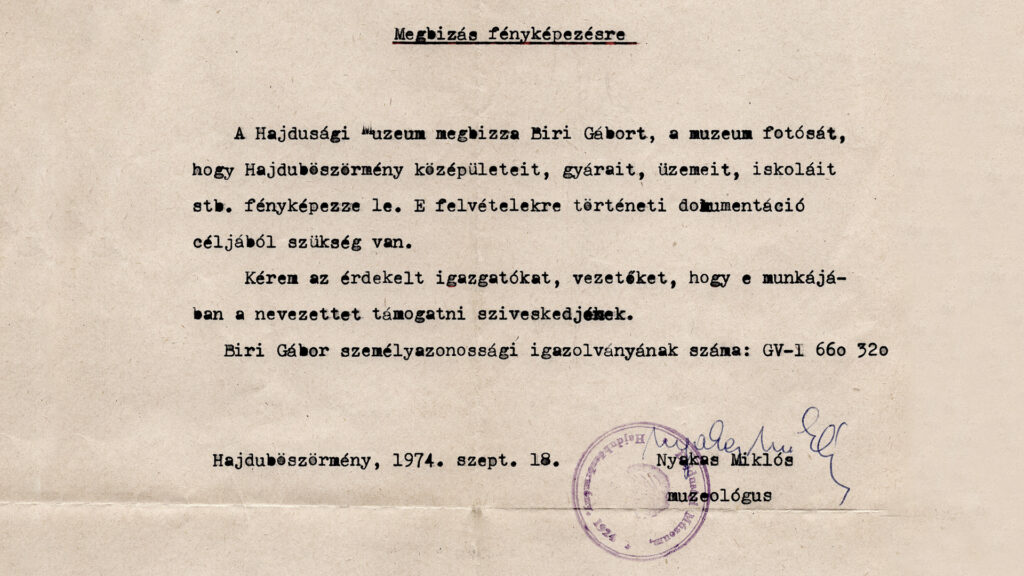 Megbizás fényképezésre
A Hajdusági Muzeum megbizza Biri Gábort, a muzeum fotósát,
hogy Hajduböszörmény középületeit, gyárait, üzemeit, iskoláit
stb. fényképezze le. E felvételekre történeti dokumentáció
céljából szükség van.
Kérem az érdekelt igazgatókat, vezetőket, hogy e munkájá-
ban a nevezettet támogatni sziveskedjének.
Biri Gábor személyazonossági igazolványának száma: GV-I 66o 32o
Hajduböszörmény, 1974. szept. 18.
Nyakas Miklós
muzeológus